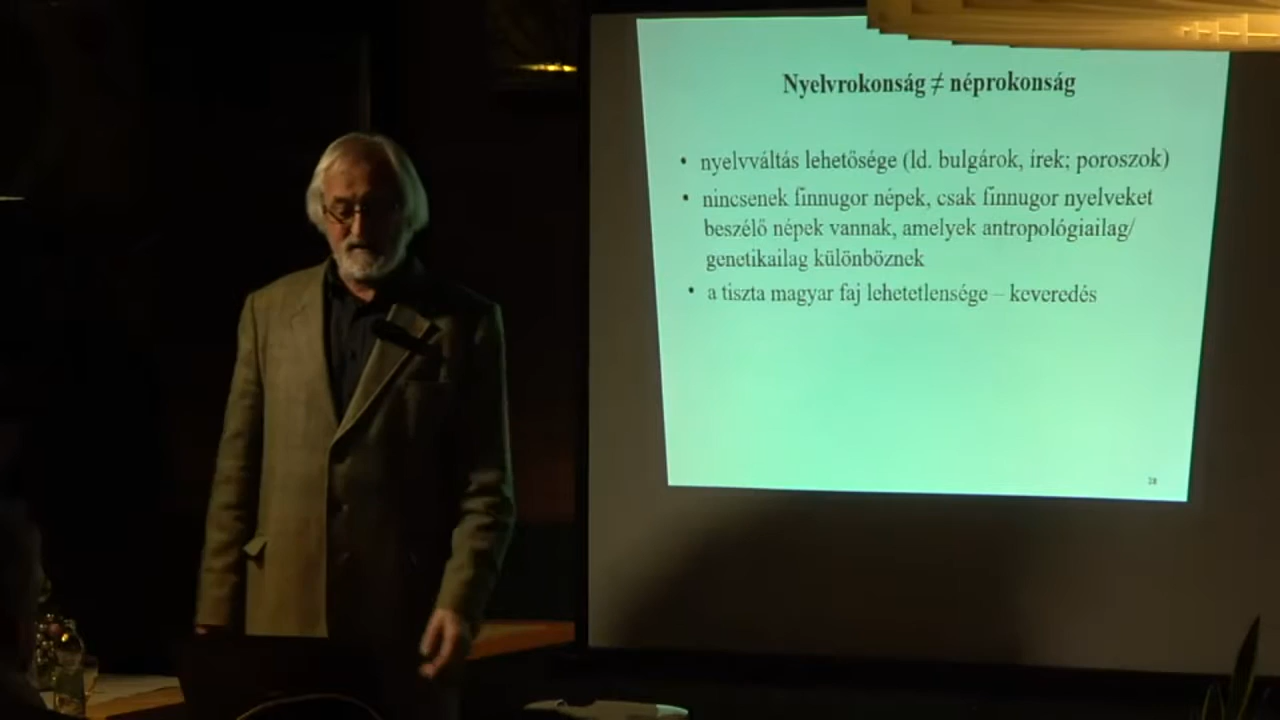 Nyelvrokonság ≠ néprokonság
• nyelvváltás lehetősége (ld. bulgárok, írek; poroszok)
• nincsenek finnugor népek, csak finnugor nyelveket
beszélő népek vannak, amelyek antropológiailag/
genetikailag különböznek
• a tiszta magyar faj lehetetlensége – keveredés
28